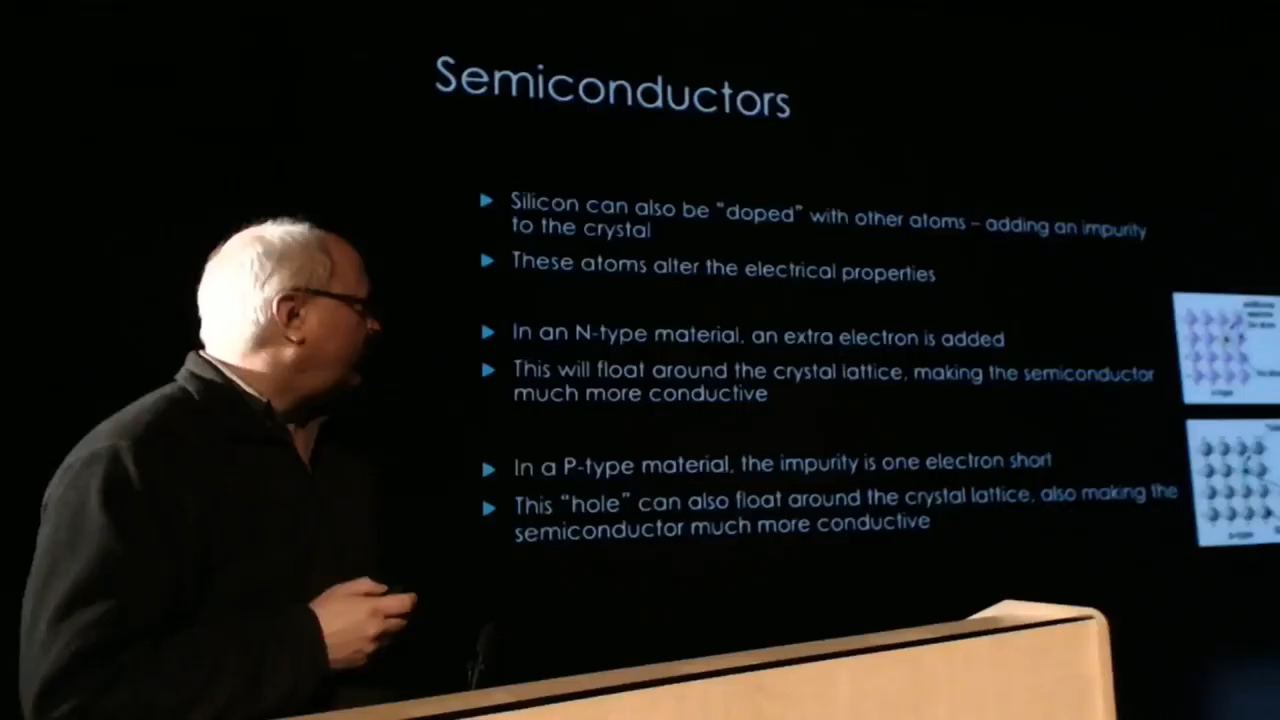 Semiconductors
Silicon can also be “doped” with other atoms – adding an impurity
to the crystal
These atoms alter the electrical properties
In an N-type material, an extra electron is added
This will float around the crystal lattice, making the semiconductor
much more conductive
In a P-type material, the impurity is one electron short
This “hole” can also float around the crystal lattice, also making the
semiconductor much more conductive